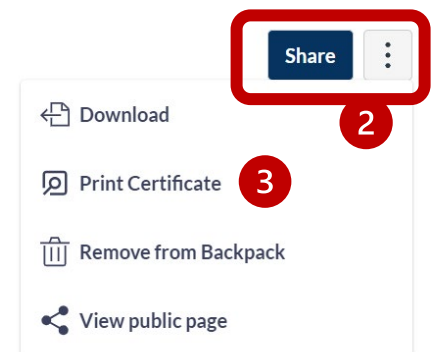 Share
2
Download
Print Certificate 3
Remove from Backpack
View public page